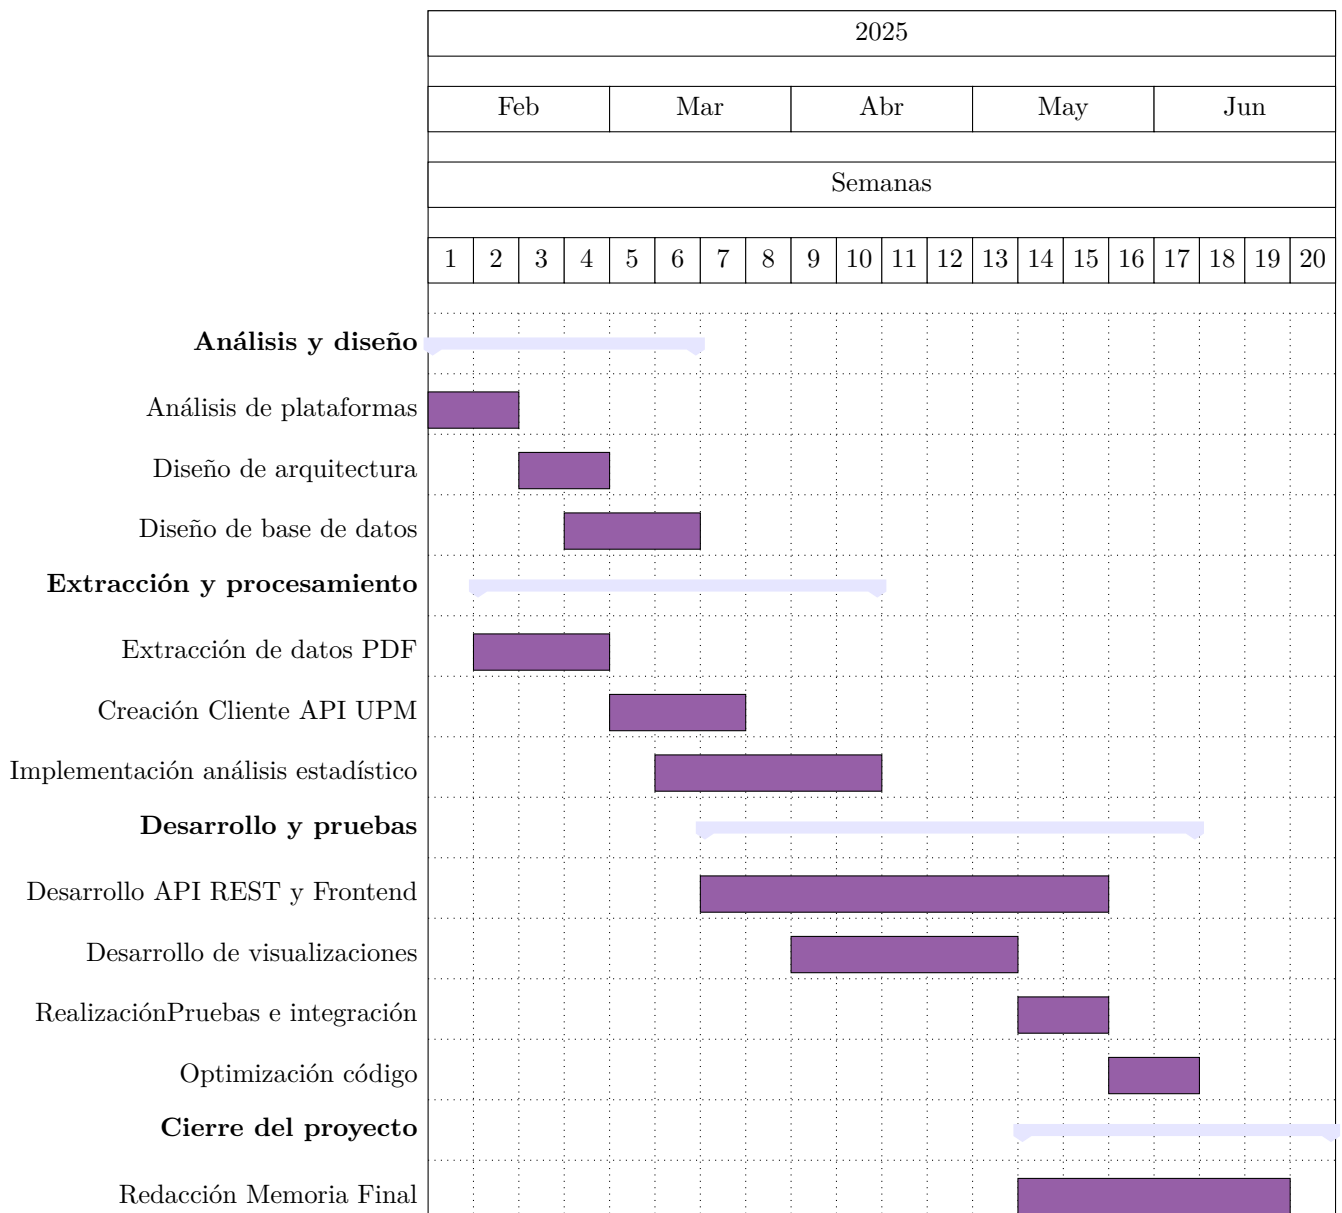 2025
Feb Mar Abr May Jun
Semanas
1 2 3 4 5 6 7 8 9 10 11 12 13 14 15 16 17 18 19 20
Análisis y diseño
Análisis de plataformas
Diseño de arquitectura
Diseño de base de datos
Extracción y procesamiento
Extracción de datos PDF
Creación Cliente API UPM
Implementación análisis estadístico
Desarrollo y pruebas
Desarrollo API REST y Frontend
Desarrollo de visualizaciones
RealizaciónPruebas e integración
Optimización código
Cierre del proyecto
Redacción Memoria Final